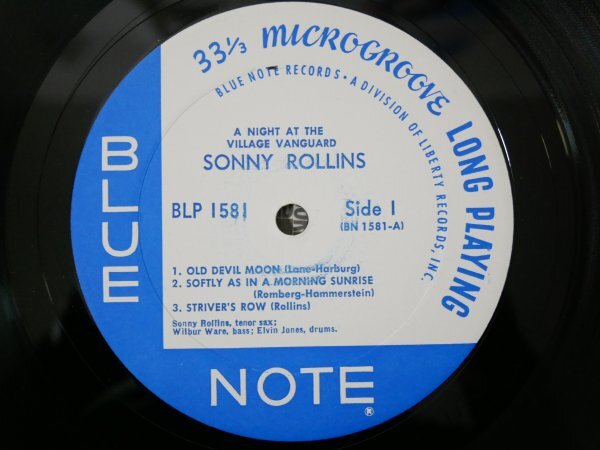 33⅓ MICROGROOVE LONG PLAYING
BLUE NOTE RECORDS • A DIVISION OF LIBERTY RECORDS, INC.
A NIGHT AT THE
VILLAGE VANGUARD
SONNY ROLLINS
BLP 1581
Side 1
(BN 1581-A)
1. OLD DEVIL MOON (Lane-Harburg)
2. SOFTLY AS IN A MORNING SUNRISE
(Romberg-Hammerstein)
3. STRIVER'S ROW (Rollins)
Sonny Rollins, tenor sax;
Wilbur Ware, bass; Elvin Jones, drums.
BLUE
NOTE®